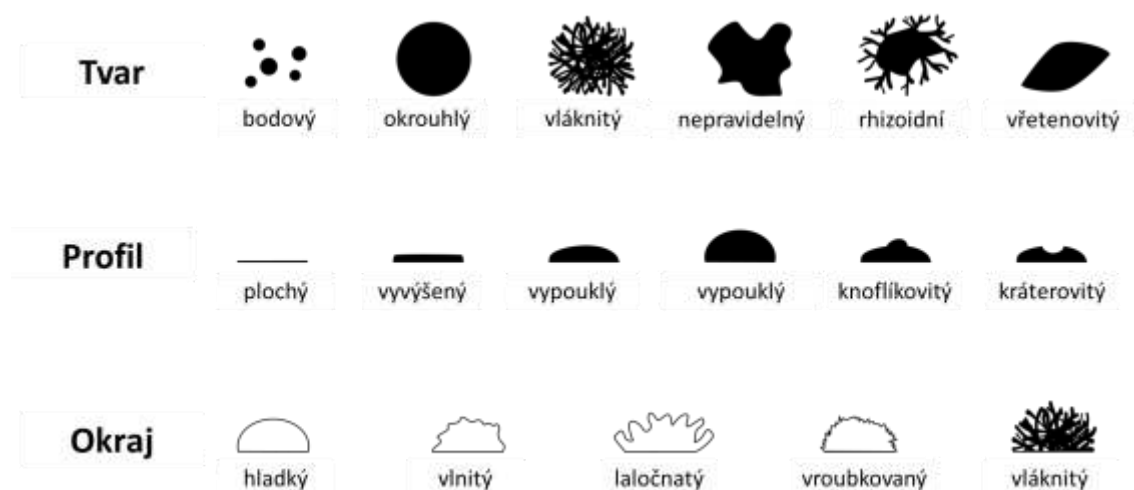 Tvar
bodový okrouhlý vláknitý nepravidelný rhizoidní vřetenovitý
Profil
plochý vyvýšený vypouklý vypouklý knoflíkovitý kráterovitý
Okraj
hladký vlnitý laločnatý vroubkovaný vláknitý